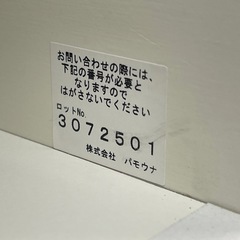 お問い合わせの際には、
下記の番号が必要と
なりますので
はがさないでください
ロットNo.
3072501
株式会社 パモウナ